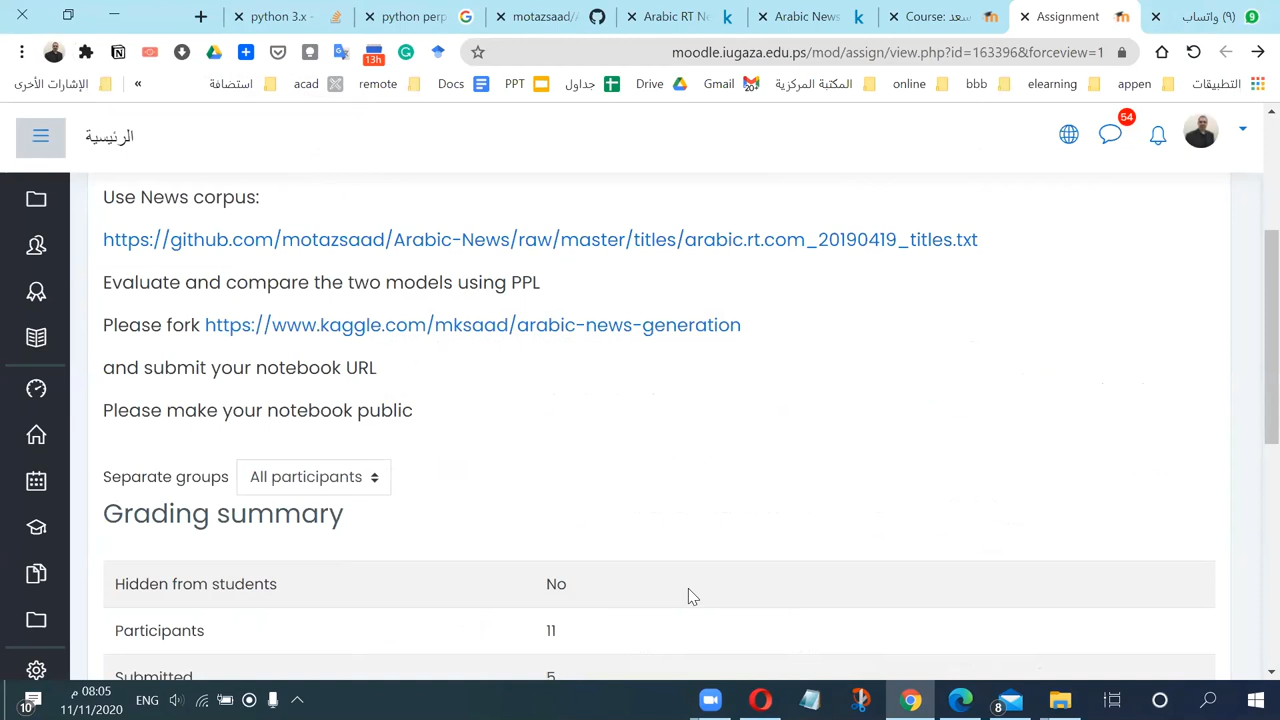 python 3.x -
python perp
motazsaad/A
Arabic RT Ne
Arabic News
Course: سعد
Assignment
(٩) واتساب
13h
moodle.iugaza.edu.ps/mod/assign/view.php?id=163396&forceview=1
الإشارات الأخرى
«
استضافة
acad
remote
Docs
PPT
جداول
Drive
Gmail
المكتبة المركزية
online
bbb
elearning
appen
التطبيقات
الرئيسية
54
Use News corpus:
https://github.com/motazsaad/Arabic-News/raw/master/titles/arabic.rt.com_20190419_titles.txt
Evaluate and compare the two models using PPL
Please fork https://www.kaggle.com/mksaad/arabic-news-generation
and submit your notebook URL
Please make your notebook public
Separate groups All participants
Grading summary
Hidden from students No
Participants 11
Submitted 5
10
08:05 م
11/11/2020
ENG
8